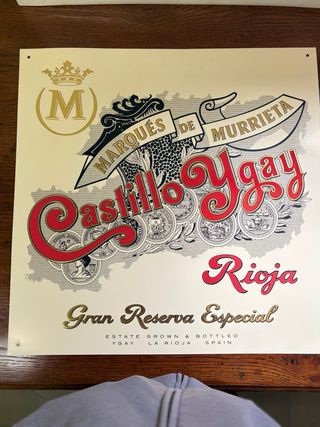 M
MARQUÉS DE MURRIETA
Castillo Ygay
Rioja
Gran Reserva Especial
ESTATE GROWN & BOTTLED
YGAY - LA RIOJA - SPAIN